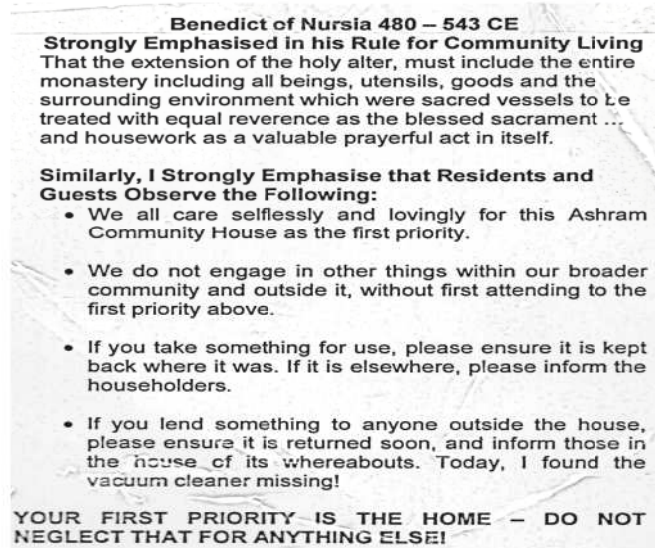 Benedict of Nursia 480 – 543 CE
Strongly Emphasised in his Rule for Community Living
That the extension of the holy alter, must include the entire
monastery including all beings, utensils, goods and the
surrounding environment which were sacred vessels to be
treated with equal reverence as the blessed sacrament ...
and housework as a valuable prayerful act in itself.
Similarly, I Strongly Emphasise that Residents and
Guests Observe the Following:
• We all care selflessly and lovingly for this Ashram
Community House as the first priority.
• We do not engage in other things within our broader
community and outside it, without first attending to the
first priority above.
• If you take something for use, please ensure it is kept
back where it was. If it is elsewhere, please inform the
householders.
• If you lend something to anyone outside the house,
please ensure it is returned soon, and inform those in
the house of its whereabouts. Today, I found the
vacuum cleaner missing!
YOUR FIRST PRIORITY IS THE HOME – DO NOT
NEGLECT THAT FOR ANYTHING ELSE!